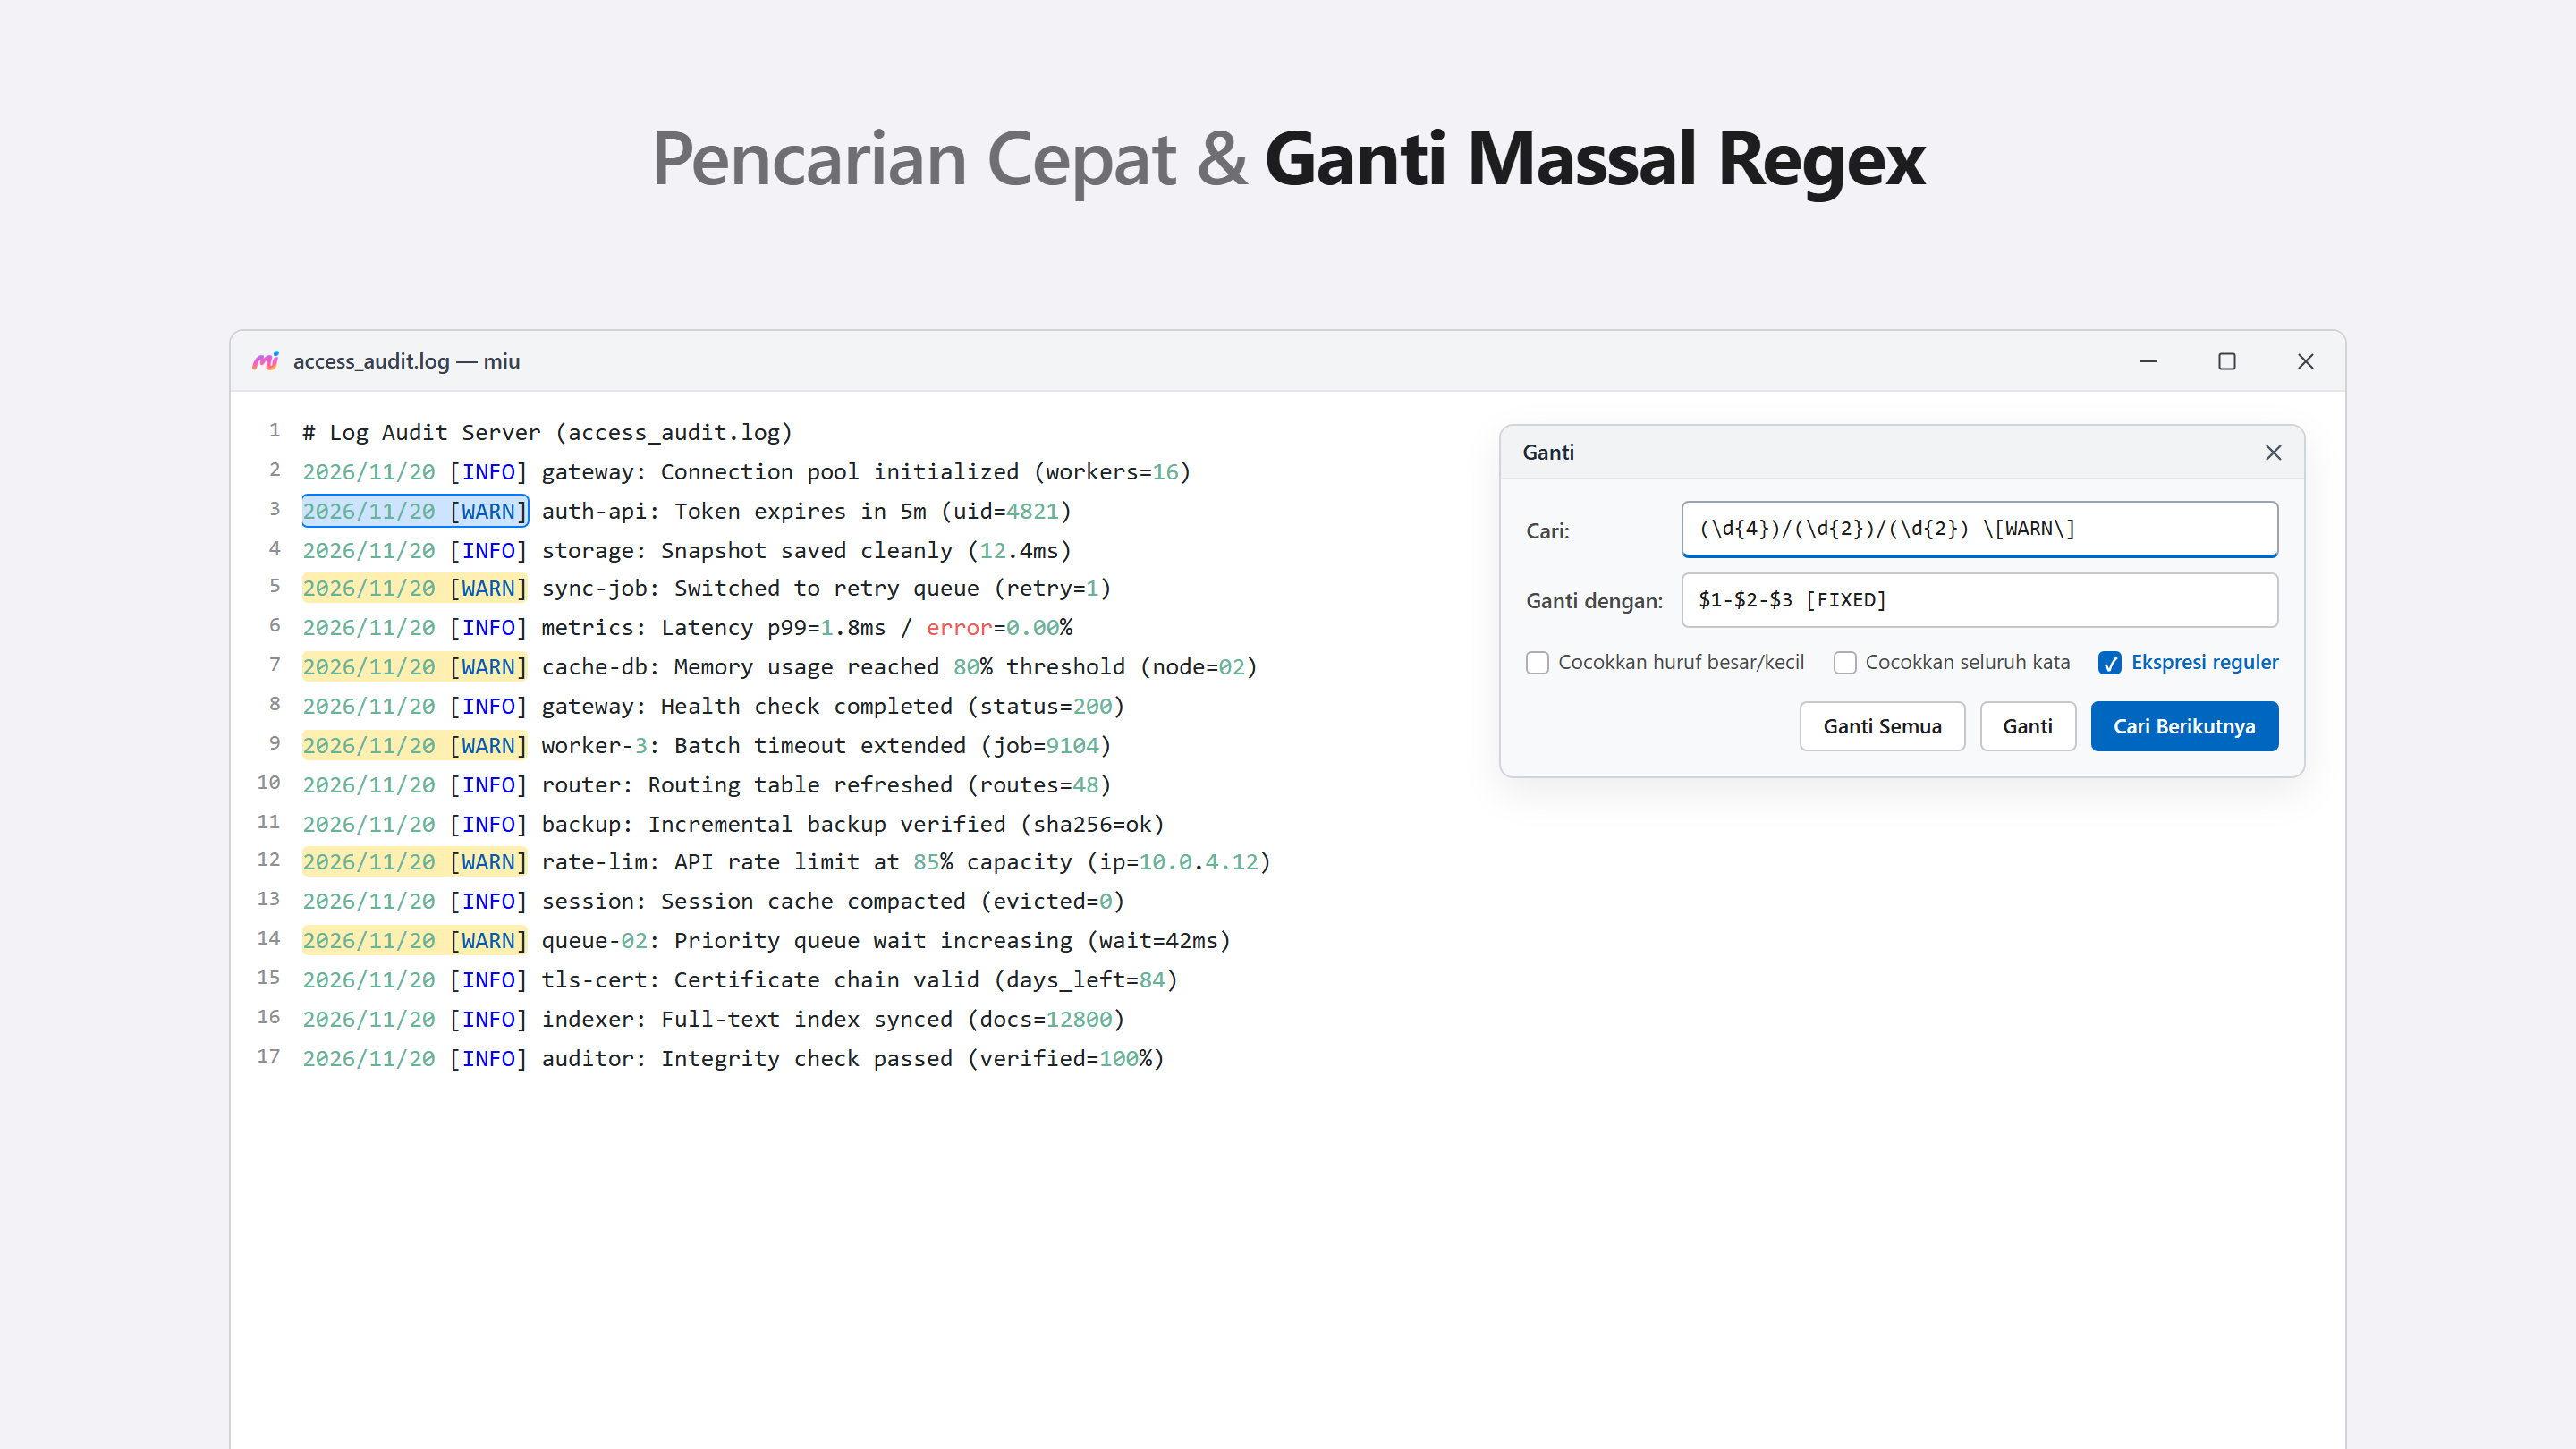 Pencarian Cepat & Ganti Massal Regex
mi access_audit.log — miu
1 # Log Audit Server (access_audit.log)
2 2026/11/20 [INFO] gateway: Connection pool initialized (workers=16)
3 2026/11/20 [WARN] auth-api: Token expires in 5m (uid=4821)
4 2026/11/20 [INFO] storage: Snapshot saved cleanly (12.4ms)
5 2026/11/20 [WARN] sync-job: Switched to retry queue (retry=1)
6 2026/11/20 [INFO] metrics: Latency p99=1.8ms / error=0.00%
7 2026/11/20 [WARN] cache-db: Memory usage reached 80% threshold (node=02)
8 2026/11/20 [INFO] gateway: Health check completed (status=200)
9 2026/11/20 [WARN] worker-3: Batch timeout extended (job=9104)
10 2026/11/20 [INFO] router: Routing table refreshed (routes=48)
11 2026/11/20 [INFO] backup: Incremental backup verified (sha256=ok)
12 2026/11/20 [WARN] rate-lim: API rate limit at 85% capacity (ip=10.0.4.12)
13 2026/11/20 [INFO] session: Session cache compacted (evicted=0)
14 2026/11/20 [WARN] queue-02: Priority queue wait increasing (wait=42ms)
15 2026/11/20 [INFO] tls-cert: Certificate chain valid (days_left=84)
16 2026/11/20 [INFO] indexer: Full-text index synced (docs=12800)
17 2026/11/20 [INFO] auditor: Integrity check passed (verified=100%)
Ganti
Cari: (\d{4})/(\d{2})/(\d{2}) \[WARN\]
Ganti dengan: $1-$2-$3 [FIXED]
Cocokkan huruf besar/kecil Cocokkan seluruh kata Ekspresi reguler
Ganti Semua Ganti Cari Berikutnya